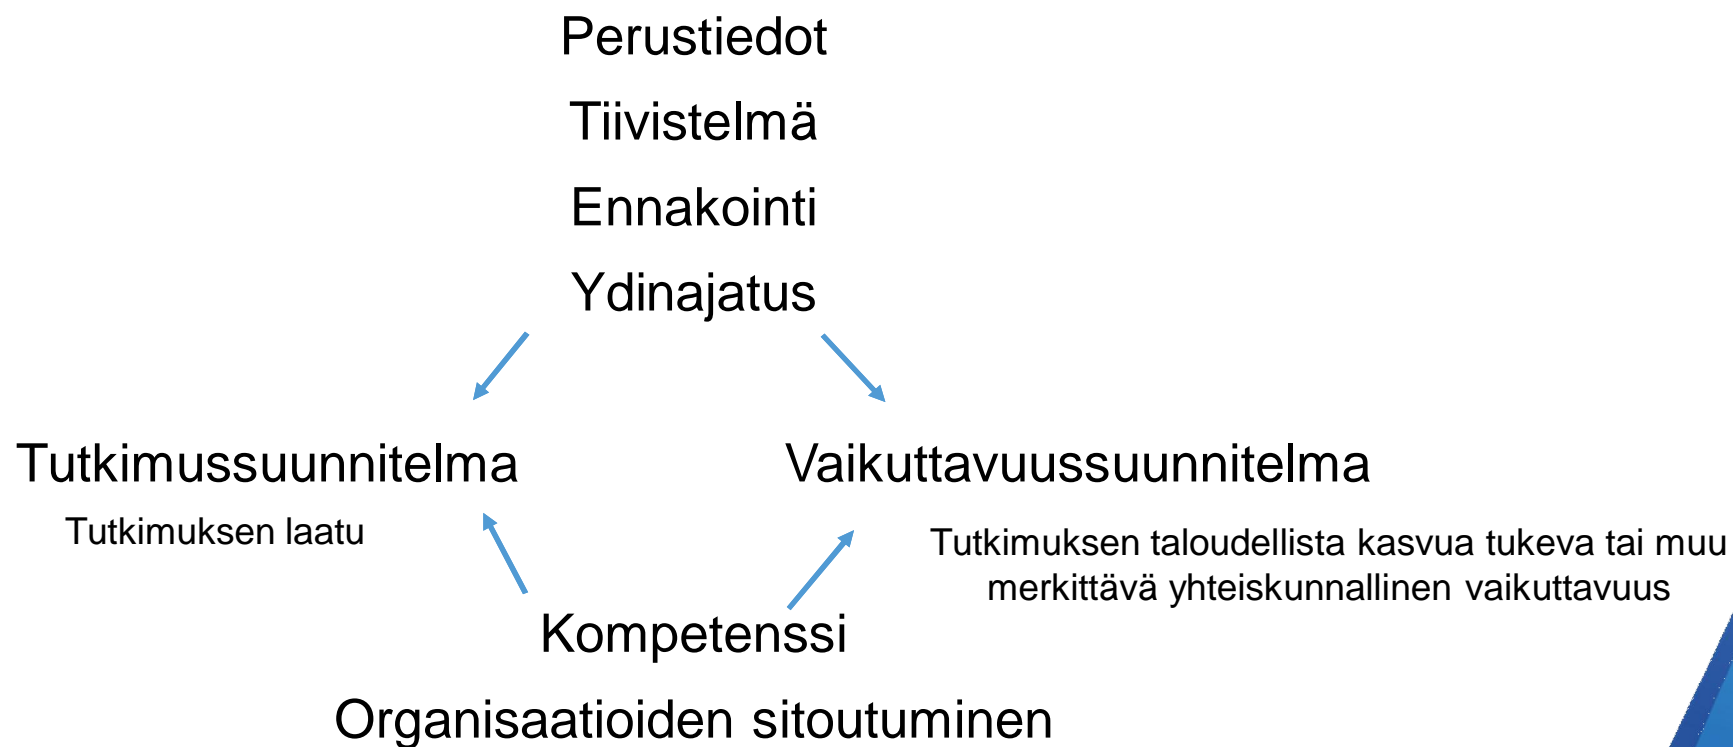 Perustiedot
Tiivistelmä
Ennakointi
Ydinajatus
Tutkimussuunnitelma
Tutkimuksen laatu
Vaikuttavuussuunnitelma
Tutkimuksen taloudellista kasvua tukeva tai muu
merkittävä yhteiskunnallinen vaikuttavuus
Kompetenssi
Organisaatioiden sitoutuminen